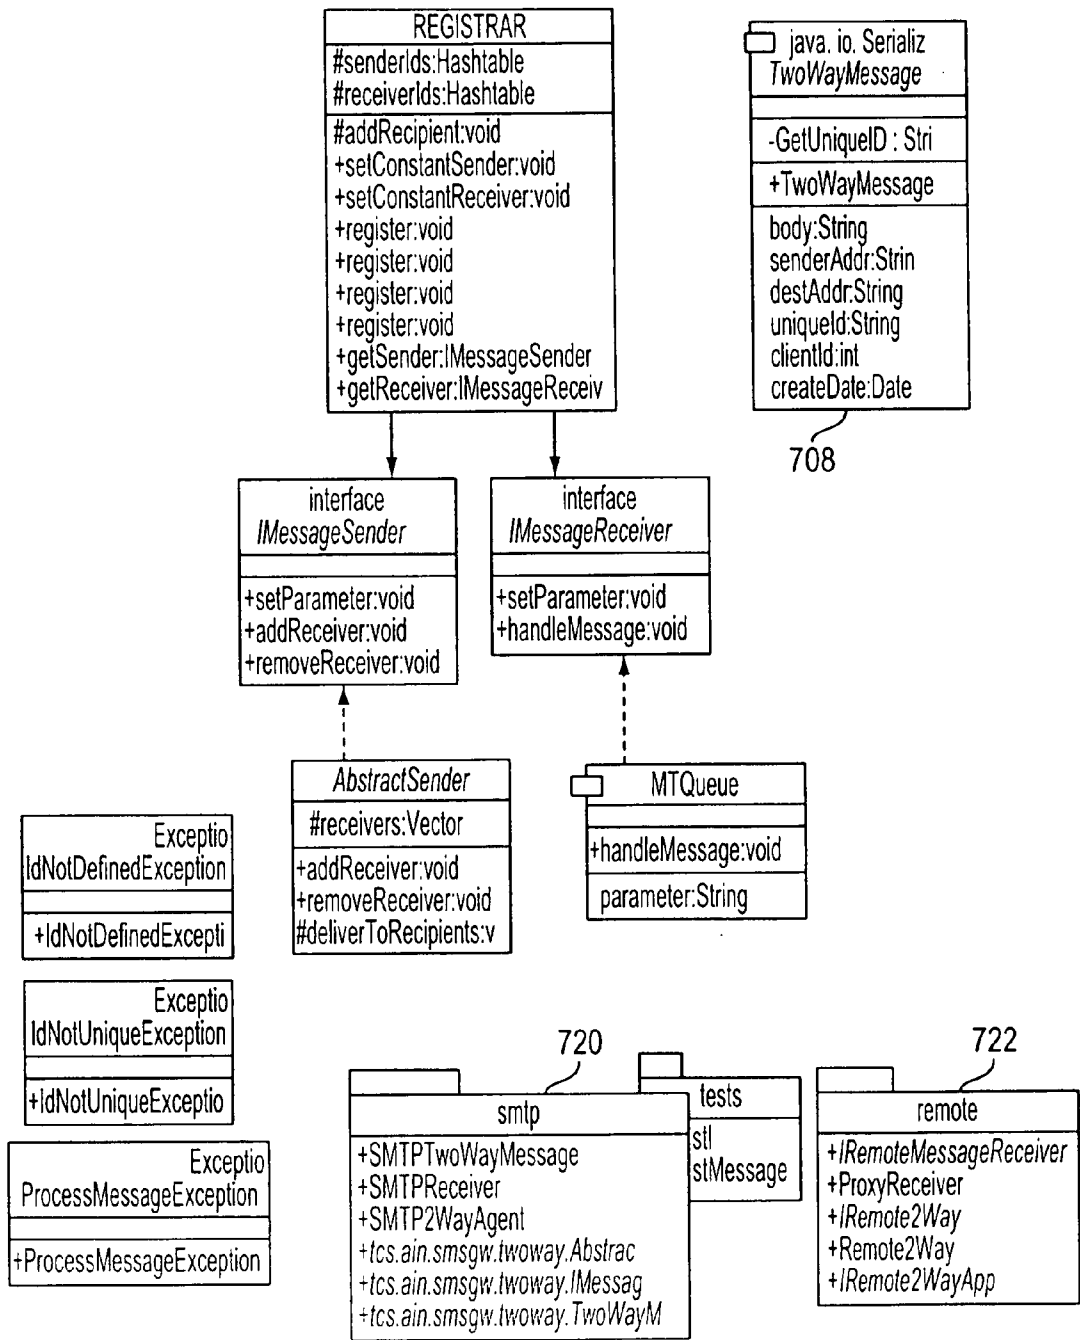 REGISTRAR
#senderIds:Hashtable
#receiverIds:Hashtable
#addRecipient:void
+setConstantSender:void
+setConstantReceiver:void
+register:void
+register:void
+register:void
+register:void
+getSender:IMessageSender
+getReceiver:IMessageReceiv
java. io. Serializ
TwoWayMessage
-GetUniqueID : Stri
+TwoWayMessage
body:String
senderAddr:Strin
destAddr:String
uniqueId:String
clientId:int
createDate:Date
708
interface
IMessageSender
+setParameter:void
+addReceiver:void
+removeReceiver:void
interface
IMessageReceiver
+setParameter:void
+handleMessage:void
AbstractSender
#receivers:Vector
+addReceiver:void
+removeReceiver:void
#deliverToRecipients:v
MTQueue
+handleMessage:void
parameter:String
Exceptio
IdNotDefinedException
+IdNotDefinedExcepti
Exceptio
IdNotUniqueException
+IdNotUniqueExceptio
Exceptio
ProcessMessageException
+ProcessMessageException
720
smtp
+SMTPTwoWayMessage
+SMTPReceiver
+SMTP2WayAgent
+tcs.ain.smsgw.twoway.Abstrac
+tcs.ain.smsgw.twoway.IMessag
+tcs.ain.smsgw.twoway.TwoWayM
tests
stl
stMessage
722
remote
+IRemoteMessageReceiver
+ProxyReceiver
+IRemote2Way
+Remote2Way
+IRemote2WayApp